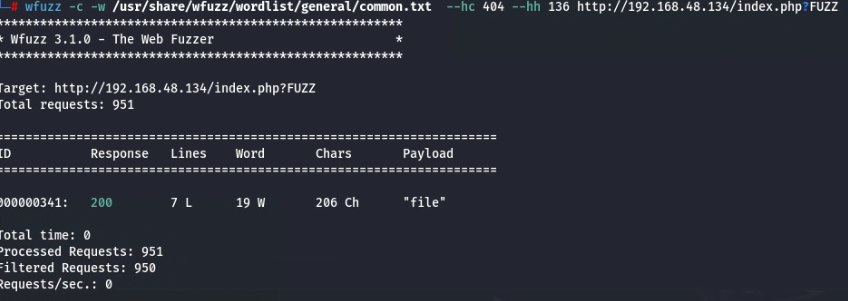 └─# wfuzz -c -w /usr/share/wfuzz/wordlist/general/common.txt --hc 404 --hh 136 http://192.168.48.134/index.php?FUZZ
********************************************************
* Wfuzz 3.1.0 - The Web Fuzzer *
********************************************************
Target: http://192.168.48.134/index.php?FUZZ
Total requests: 951
=====================================================================
ID Response Lines Word Chars Payload
=====================================================================
000000341: 200 7 L 19 W 206 Ch "file"
Total time: 0
Processed Requests: 951
Filtered Requests: 950
Requests/sec.: 0